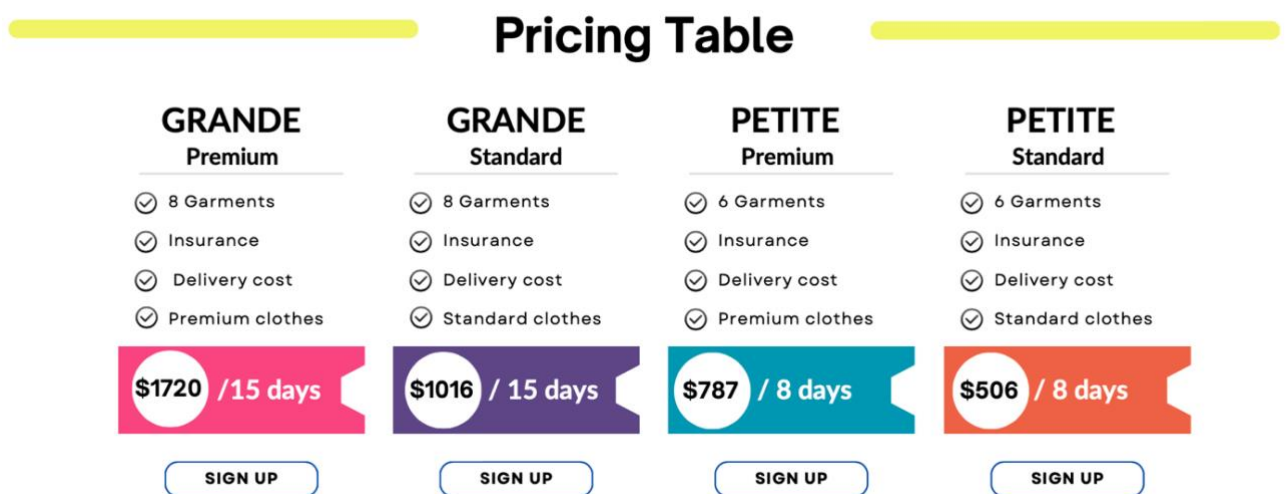 Pricing Table
GRANDE
Premium
8 Garments
Insurance
Delivery cost
Premium clothes
$1720 /15 days
SIGN UP
GRANDE
Standard
8 Garments
Insurance
Delivery cost
Standard clothes
$1016 / 15 days
SIGN UP
PETITE
Premium
6 Garments
Insurance
Delivery cost
Premium clothes
$787 / 8 days
SIGN UP
PETITE
Standard
6 Garments
Insurance
Delivery cost
Standard clothes
$506 / 8 days
SIGN UP